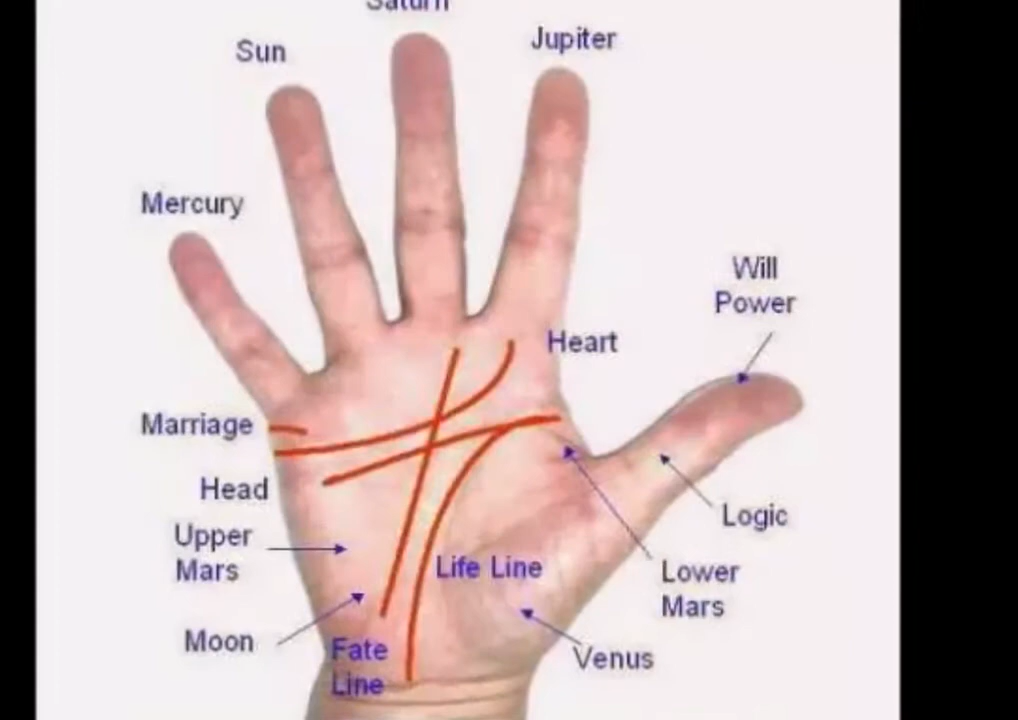 Saturn
Sun
Jupiter
Mercury
Will
Power
Heart
Marriage
Head
Logic
Upper
Mars
Life Line
Lower
Mars
Moon
Fate
Line
Venus